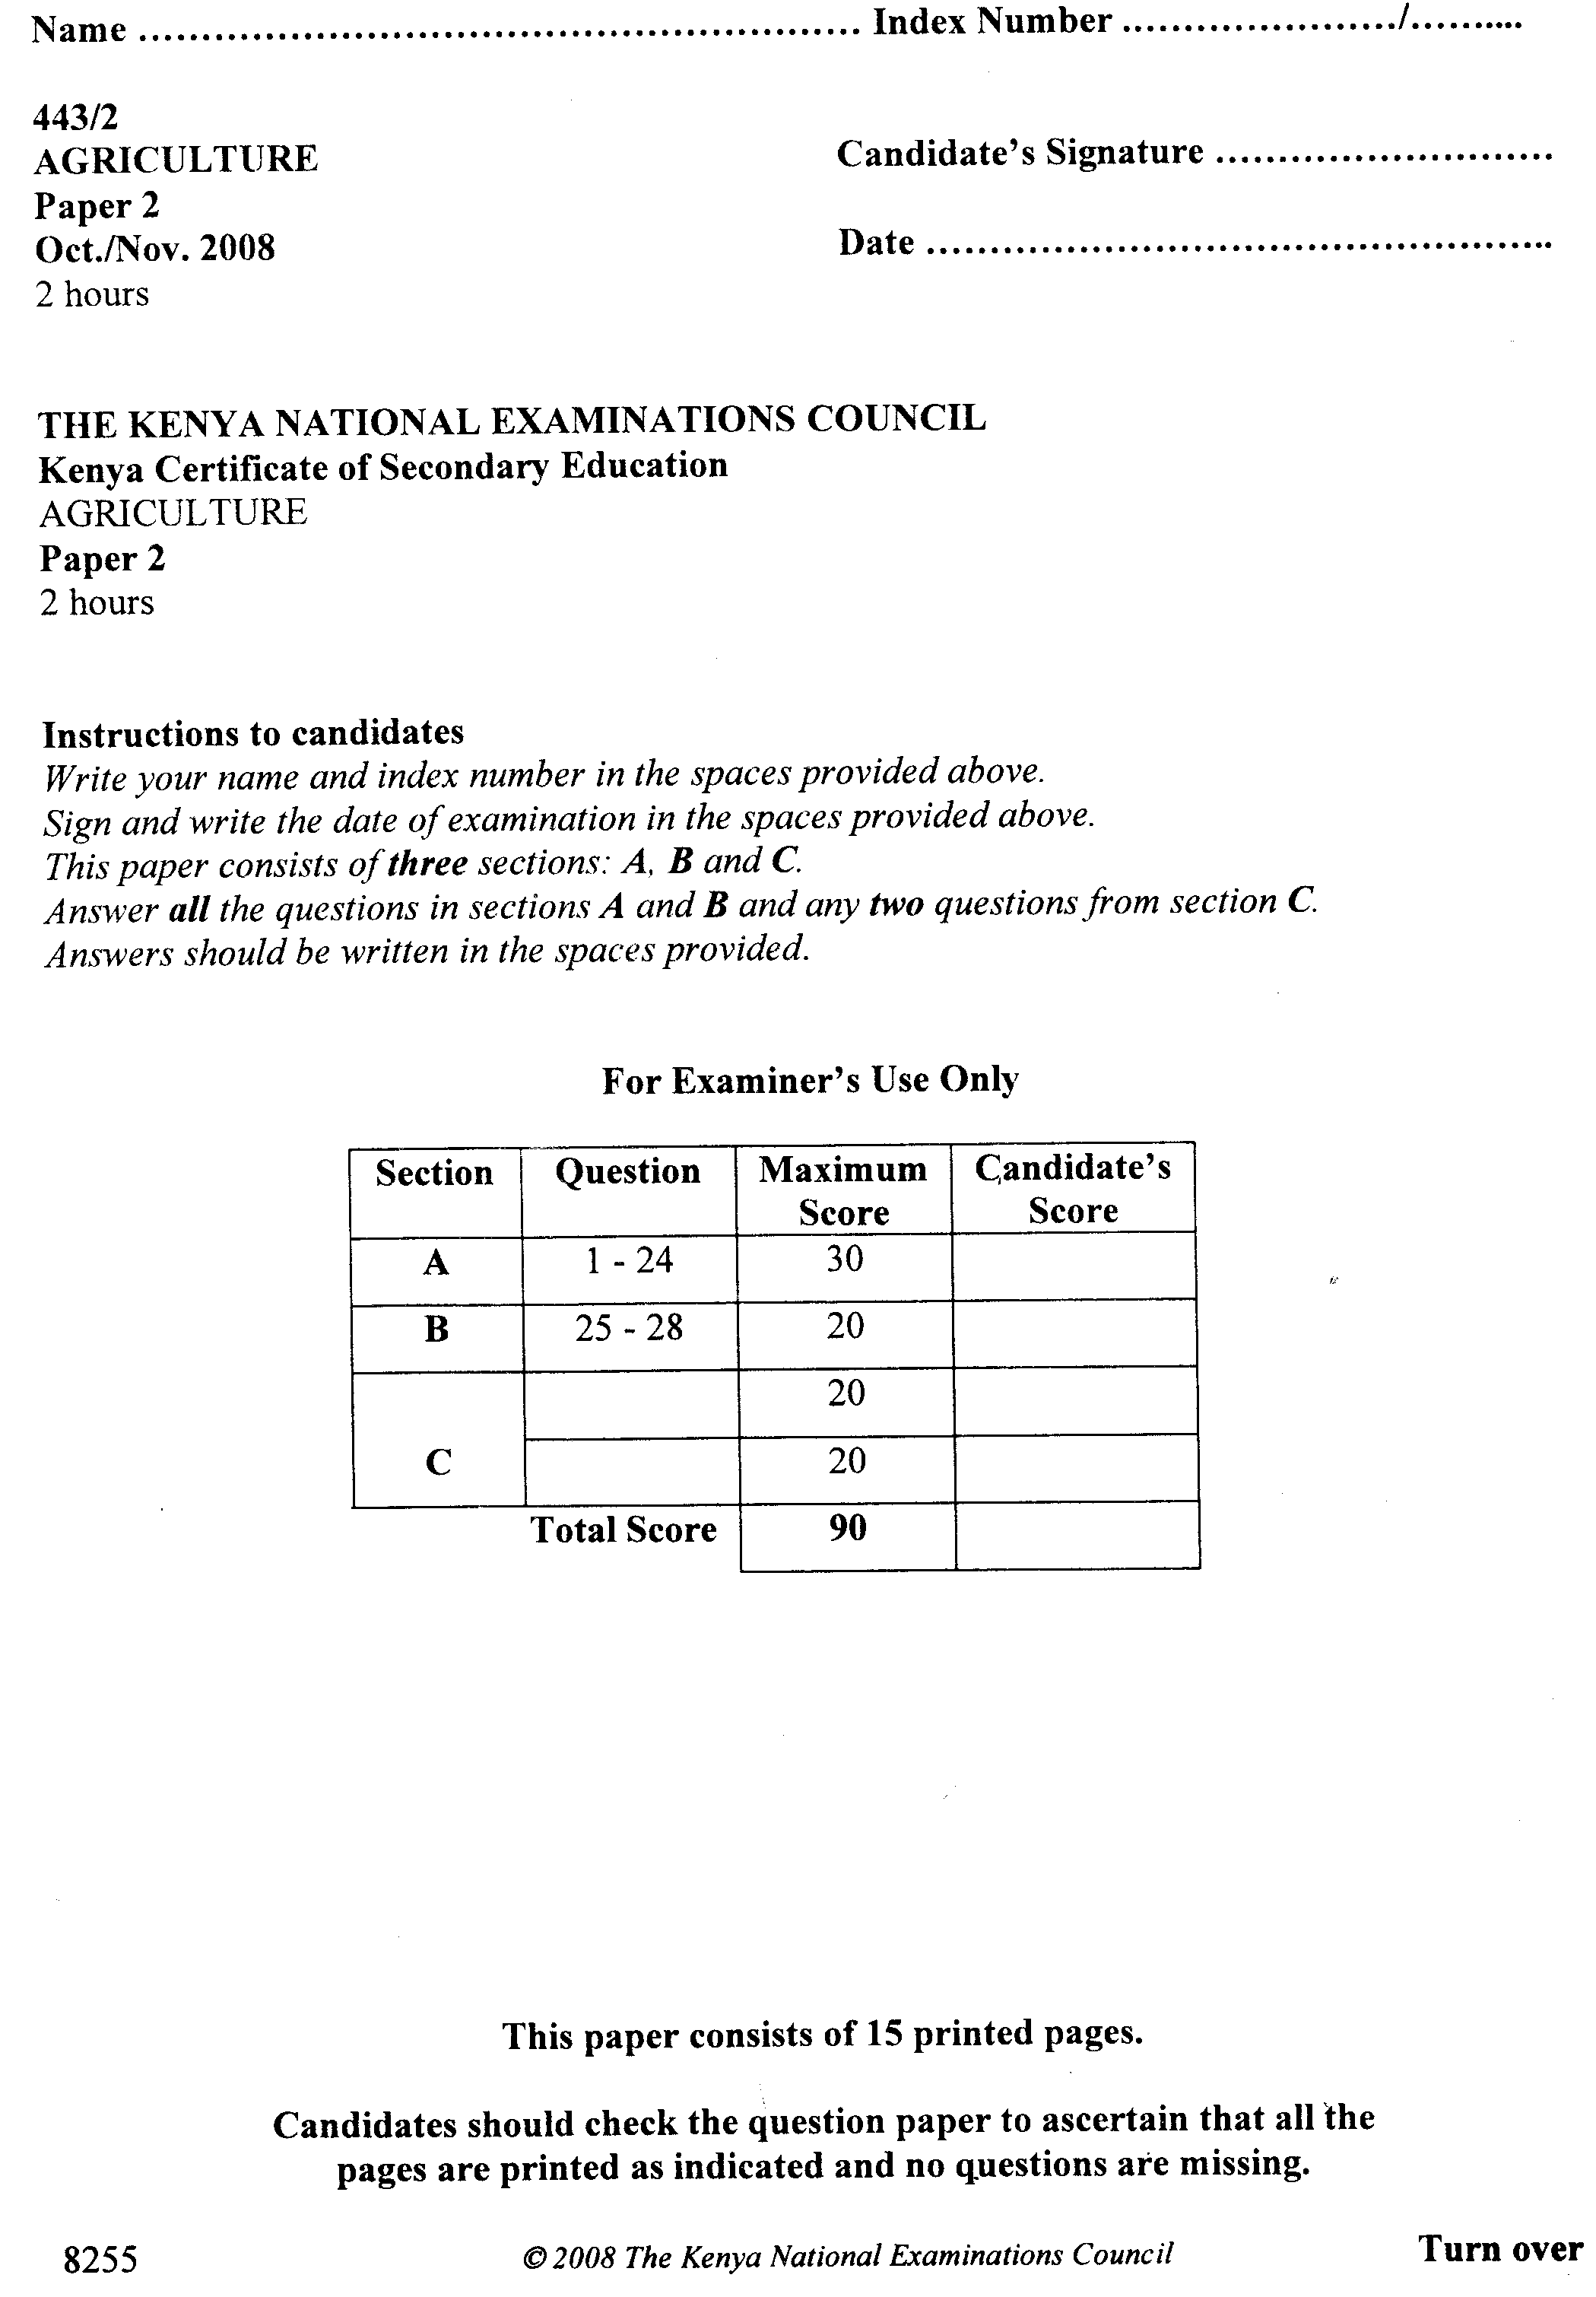 Name ........................................................ Index Number ....................../..........
443/2
AGRICULTURE
Paper 2
Oct./Nov. 2008
2 hours
Candidate's Signature ...........................
Date ..................................................
THE KENYA NATIONAL EXAMINATIONS COUNCIL
Kenya Certificate of Secondary Education
AGRICULTURE
Paper 2
2 hours
Instructions to candidates
Write your name and index number in the spaces provided above.
Sign and write the date of examination in the spaces provided above.
This paper consists of three sections: A, B and C.
Answer all the questions in sections A and B and any two questions from section C.
Answers should be written in the spaces provided.
For Examiner's Use Only
Section Question Maximum Score Candidate's Score
A 1 - 24 30
B 25 - 28 20
20
C 20
Total Score 90
This paper consists of 15 printed pages.
Candidates should check the question paper to ascertain that all the
pages are printed as indicated and no questions are missing.
8255 © 2008 The Kenya National Examinations Council Turn over